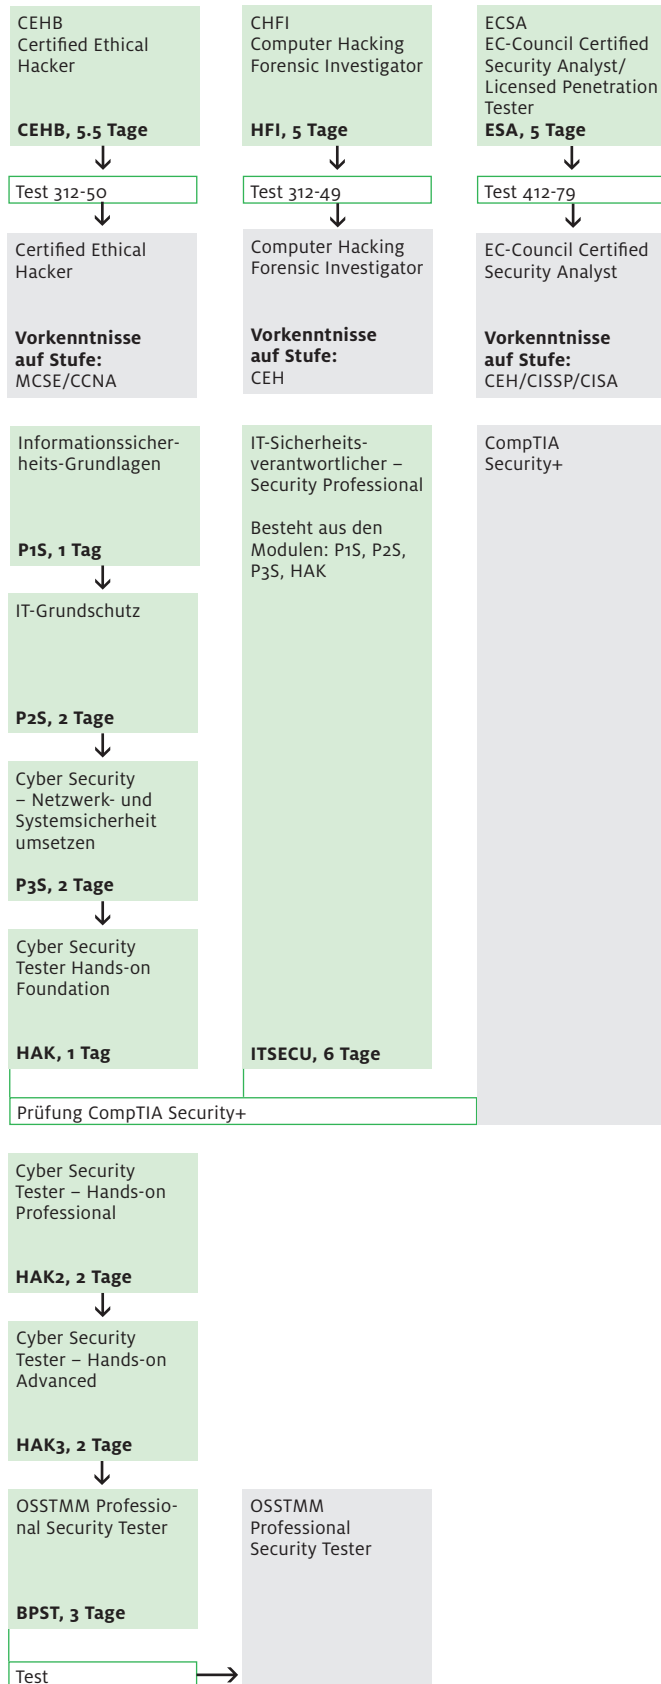 CEHB
Certified Ethical
Hacker
CEHB, 5.5 Tage
Test 312-50
Certified Ethical
Hacker
Vorkenntnisse
auf Stufe:
MCSE/CCNA
CHFI
Computer Hacking
Forensic Investigator
HFI, 5 Tage
Test 312-49
Computer Hacking
Forensic Investigator
Vorkenntnisse
auf Stufe:
CEH
ECSA
EC-Council Certified
Security Analyst/
Licensed Penetration
Tester
ESA, 5 Tage
Test 412-79
EC-Council Certified
Security Analyst
Vorkenntnisse
auf Stufe:
CEH/CISSP/CISA
Informationssicher-
heits-Grundlagen
P1S, 1 Tag
IT-Grundschutz
P2S, 2 Tage
Cyber Security
– Netzwerk- und
Systemsicherheit
umsetzen
P3S, 2 Tage
Cyber Security
Tester Hands-on
Foundation
HAK, 1 Tag
IT-Sicherheits-
verantwortlicher –
Security Professional
Besteht aus den
Modulen: P1S, P2S,
P3S, HAK
ITSECU, 6 Tage
CompTIA
Security+
Prüfung CompTIA Security+
Cyber Security
Tester – Hands-on
Professional
HAK2, 2 Tage
Cyber Security
Tester – Hands-on
Advanced
HAK3, 2 Tage
OSSTMM Professio-
nal Security Tester
BPST, 3 Tage
Test
OSSTMM
Professional
Security Tester